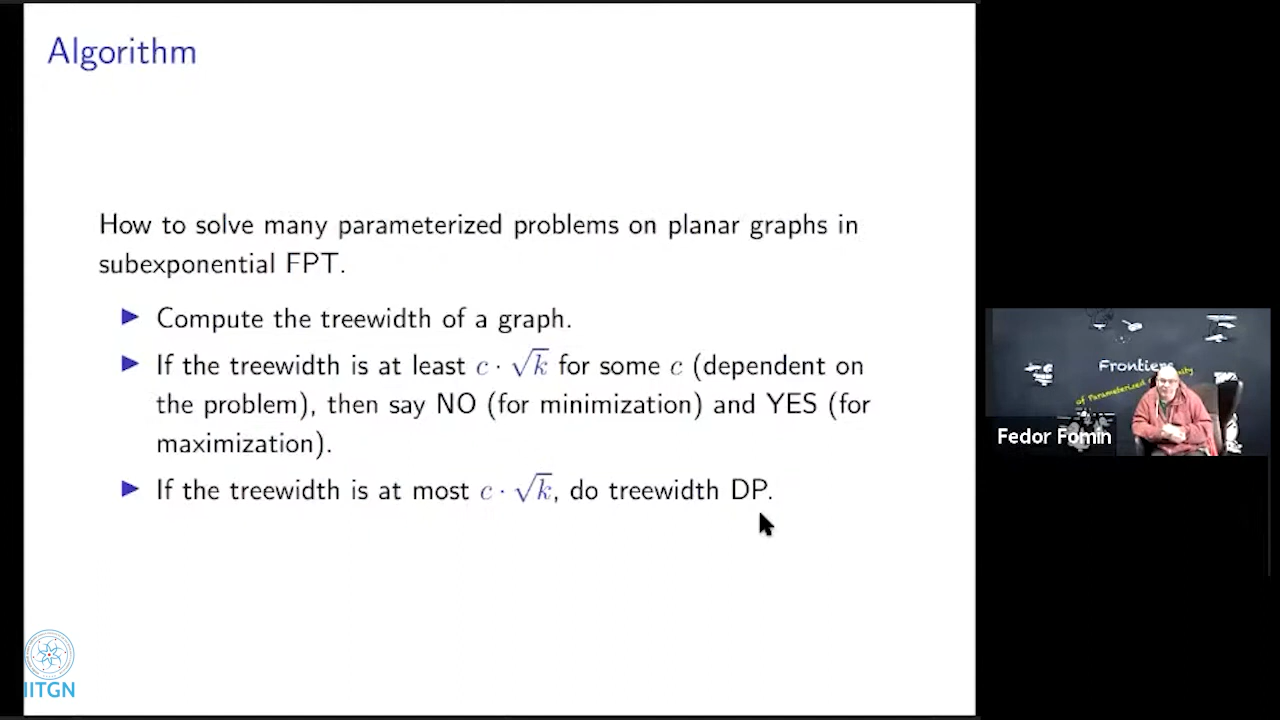 Algorithm
How to solve many parameterized problems on planar graphs in
subexponential FPT.
▶ Compute the treewidth of a graph.
▶ If the treewidth is at least c · √k for some c (dependent on
the problem), then say NO (for minimization) and YES (for
maximization).
▶ If the treewidth is at most c · √k, do treewidth DP.
Frontiers
of Parameterized
Fedor Fomin
IITGN